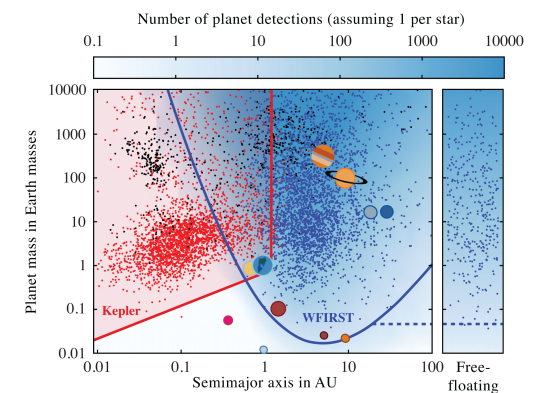 Number of planet detections (assuming 1 per star)
0.1 1 10 100 1000 10000
Planet mass in Earth masses
10000
1000
100
10
1
0.1
0.01
Kepler
WFIRST
0.01 0.1 1 10 100
Semimajor axis in AU
Free-
floating